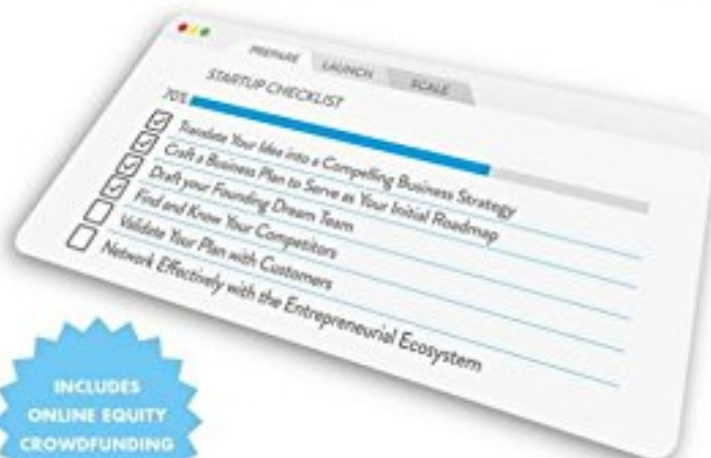 PREPARE LAUNCH SCALE
STARTUP CHECKLIST
70%
Translate Your Idea into a Compelling Business Strategy
Craft a Business Plan to Serve as Your Initial Roadmap
Draft your Founding Dream Team
Find and Know Your Competitors
Validate Your Plan with Customers
Network Effectively with the Entrepreneurial Ecosystem
INCLUDES
ONLINE EQUITY
CROWDFUNDING